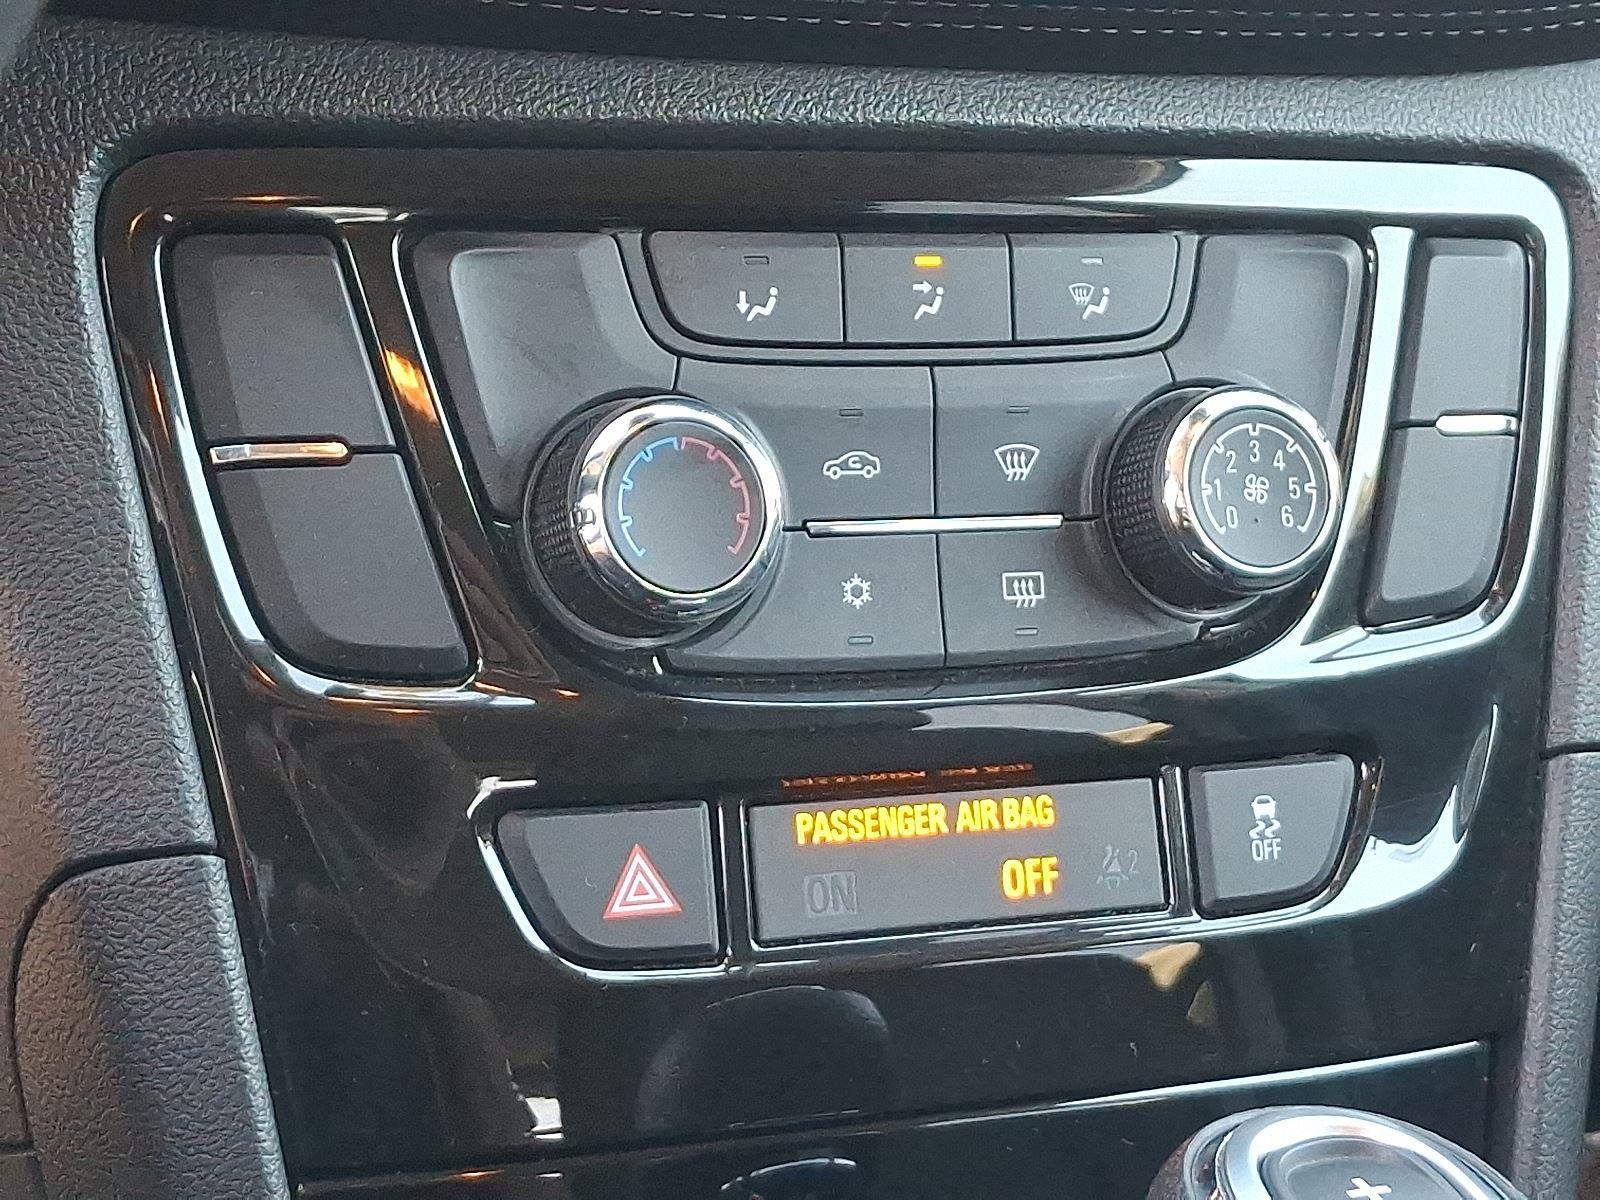 C
2 3 4
1 5
0 6
PASSENGER AIR BAG
ON OFF 2
OFF